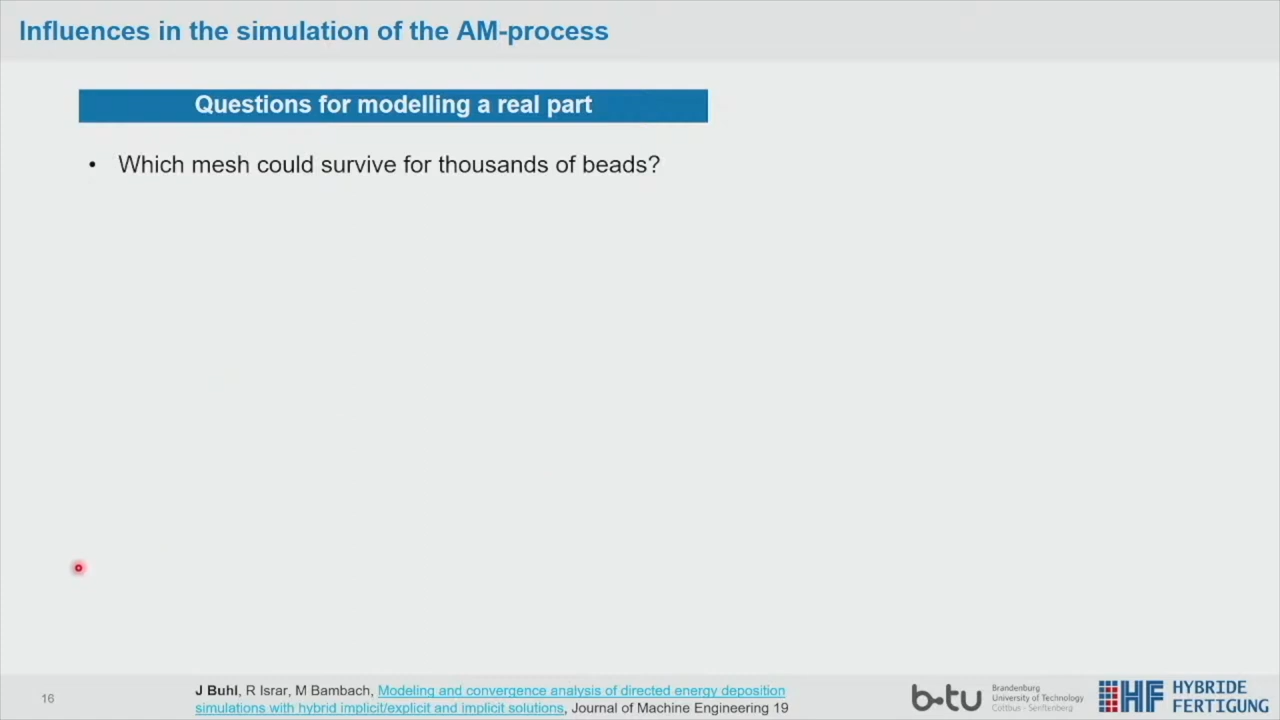 Influences in the simulation of the AM-process
Questions for modelling a real part
• Which mesh could survive for thousands of beads?
16
J Buhl, R Israr, M Bambach, Modeling and convergence analysis of directed energy deposition
simulations with hybrid implicit/explicit and implicit solutions, Journal of Machine Engineering 19
b-tu
Brandenburg
University of Technology
Cottbus - Senftenberg
HF
HYBRIDE
FERTIGUNG